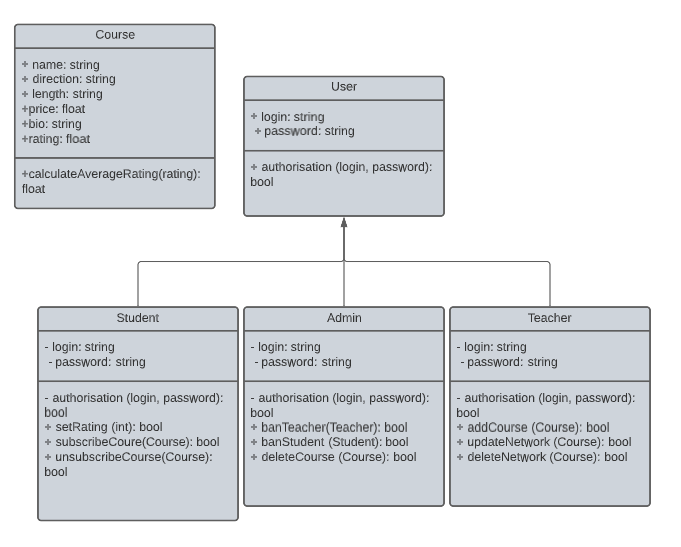 Course
+ name: string
+ direction: string
+ length: string
+price: float
+bio: string
+rating: float
+calculateAverageRating(rating):
float
User
+ login: string
+ password: string
+ authorisation (login, password):
bool
Student
- login: string
- password: string
- authorisation (login, password):
bool
+ setRating (int): bool
+ subscribeCoure(Course): bool
+ unsubscribeCourse(Course):
bool
Admin
- login: string
- password: string
- authorisation (login, password):
bool
+ banTeacher(Teacher): bool
+ banStudent (Student): bool
+ deleteCourse (Course): bool
Teacher
- login: string
- password: string
- authorisation (login, password):
bool
+ addCourse (Course): bool
+ updateNetwork (Course): bool
+ deleteNetwork (Course): bool